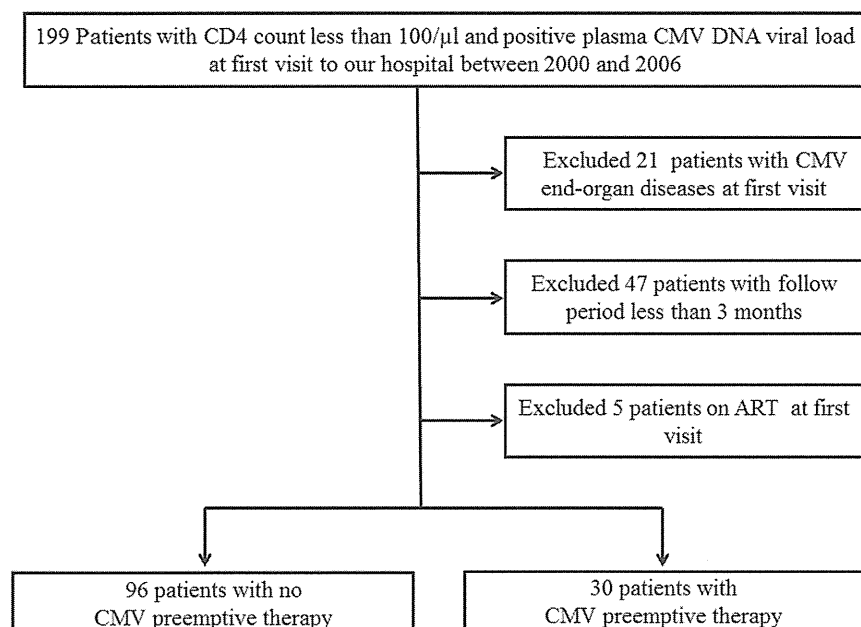 199 Patients with CD4 count less than 100/µl and positive plasma CMV DNA viral load
at first visit to our hospital between 2000 and 2006
Excluded 21 patients with CMV
end-organ diseases at first visit
Excluded 47 patients with follow
period less than 3 months
Excluded 5 patients on ART at first
visit
96 patients with no
CMV preemptive therapy
30 patients with
CMV preemptive therapy